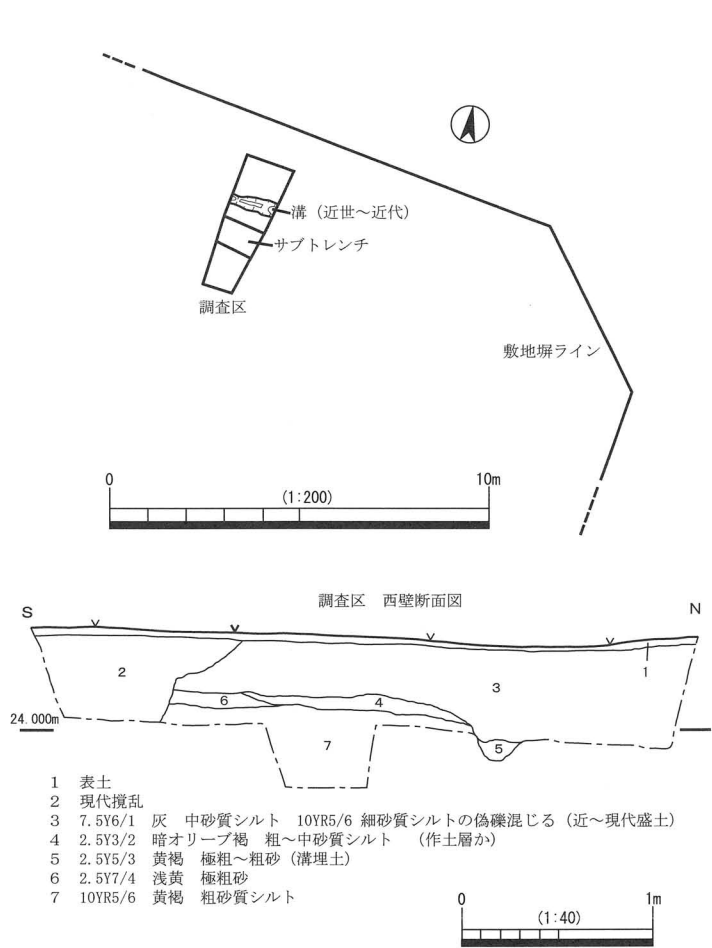 溝（近世～近代）
サブトレンチ
調査区
敷地塀ライン
0 10m
(1:200)
調査区　西壁断面図
S N
2
3
1
6
4
24.000m
7
5
1　表土
2　現代撹乱
3　7.5Y6/1　灰　中砂質シルト　10YR5/6 細砂質シルトの偽礫混じる（近～現代盛土）
4　2.5Y3/2　暗オリーブ褐　粗～中砂質シルト　（作土層か）
5　2.5Y5/3　黄褐　極粗～粗砂（溝埋土）
6　2.5Y7/4　浅黄　極粗砂
7　10YR5/6　黄褐　粗砂質シルト
0 1m
(1:40)